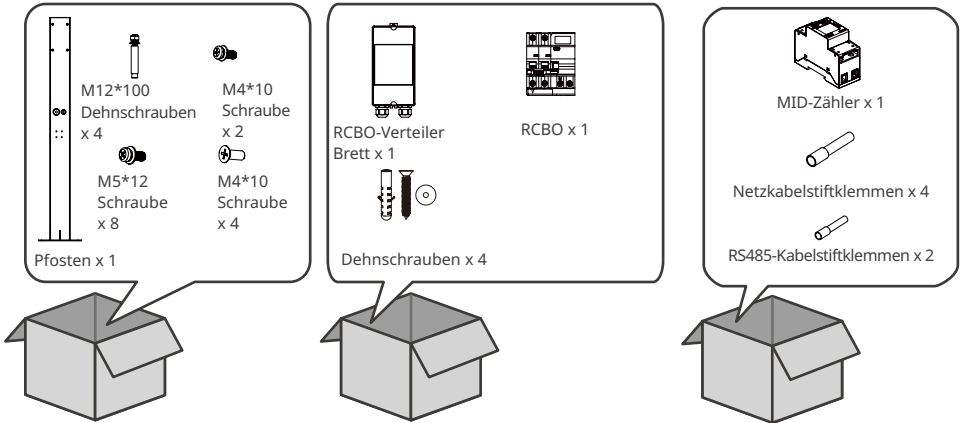 M12*100
Dehnschrauben
x 4
M4*10
Schraube
x 2
M5*12
Schraube
x 8
M4*10
Schraube
x 4
Pfosten x 1
RCBO-Verteiler
Brett x 1
RCBO x 1
Dehnschrauben x 4
MID-Zähler x 1
Netzkabelstiftklemmen x 4
RS485-Kabelstiftklemmen x 2